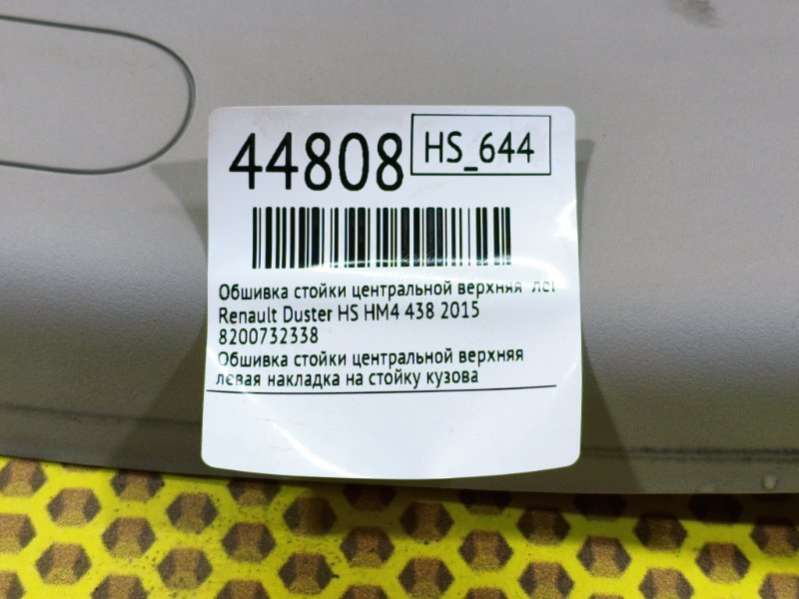 44808
HS_644
Обшивка стойки центральной верхняя
Renault Duster HS HM4 438 2015
8200732338
Обшивка стойки центральной верхняя
левая накладка на стойку кузова